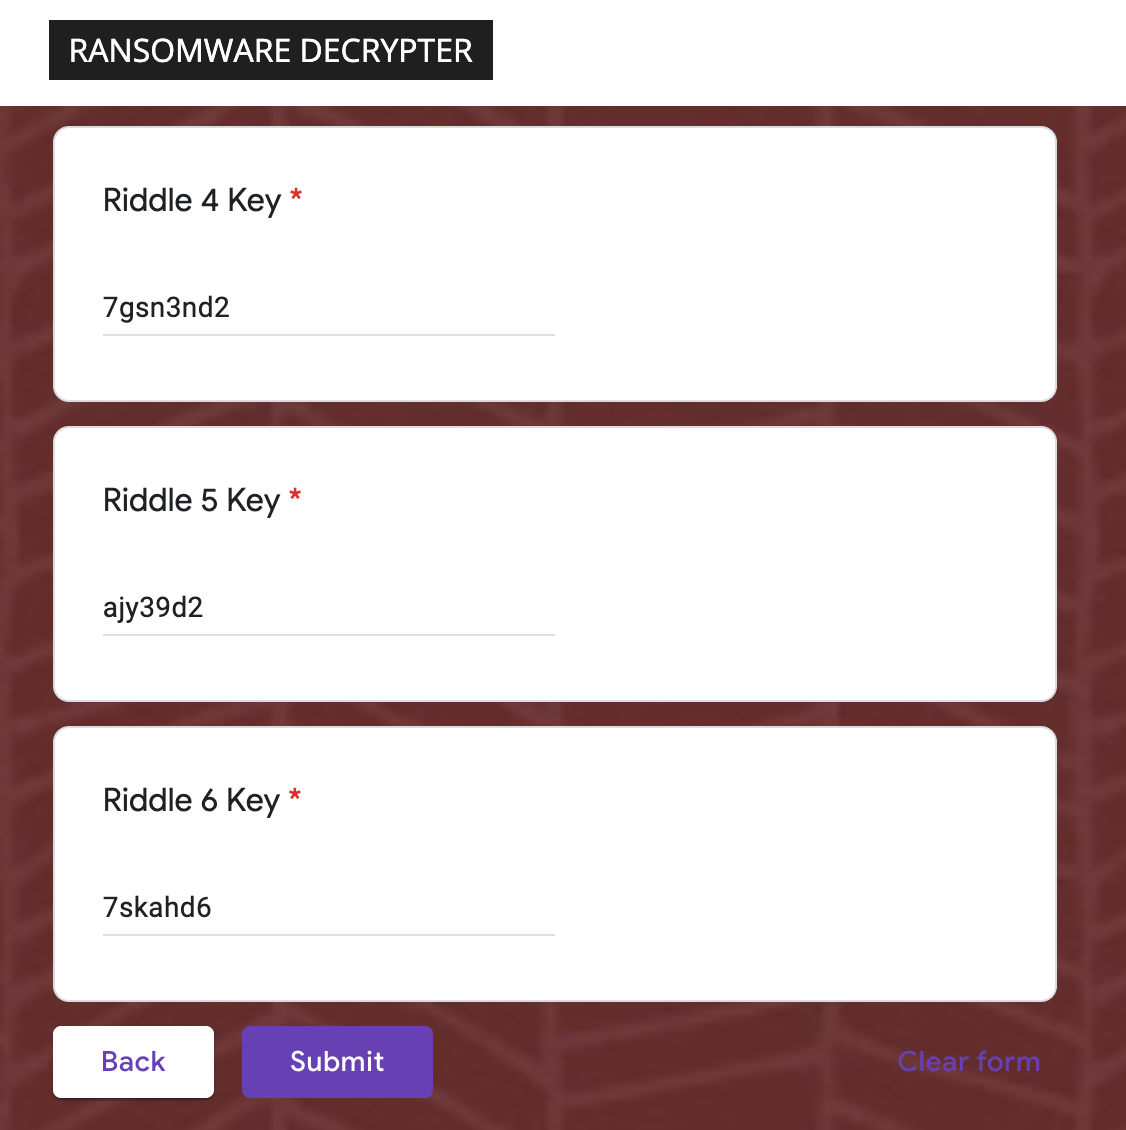 RANSOMWARE DECRYPTER
Riddle 4 Key *
7gsn3nd2
Riddle 5 Key *
ajy39d2
Riddle 6 Key *
7skahd6
Back
Submit
Clear form